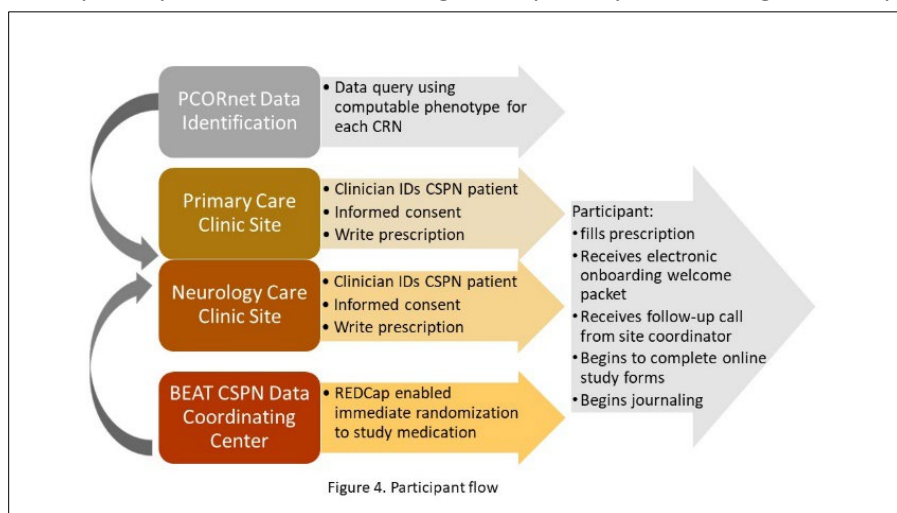 PCORnet Data
Identification
• Data query using
computable phenotype for
each CRN
Primary Care
Clinic Site
• Clinician IDs CSPN patient
• Informed consent
• Write prescription
Neurology Care
Clinic Site
• Clinician IDs CSPN patient
• Informed consent
• Write prescription
BEAT CSPN Data
Coordinating
Center
• REDCap enabled
immediate randomization
to study medication
Participant:
•fills prescription
•Receives electronic
onboarding welcome
packet
•Receives follow-up call
from site coordinator
•Begins to complete online
study forms
•Begins journaling
Figure 4. Participant flow